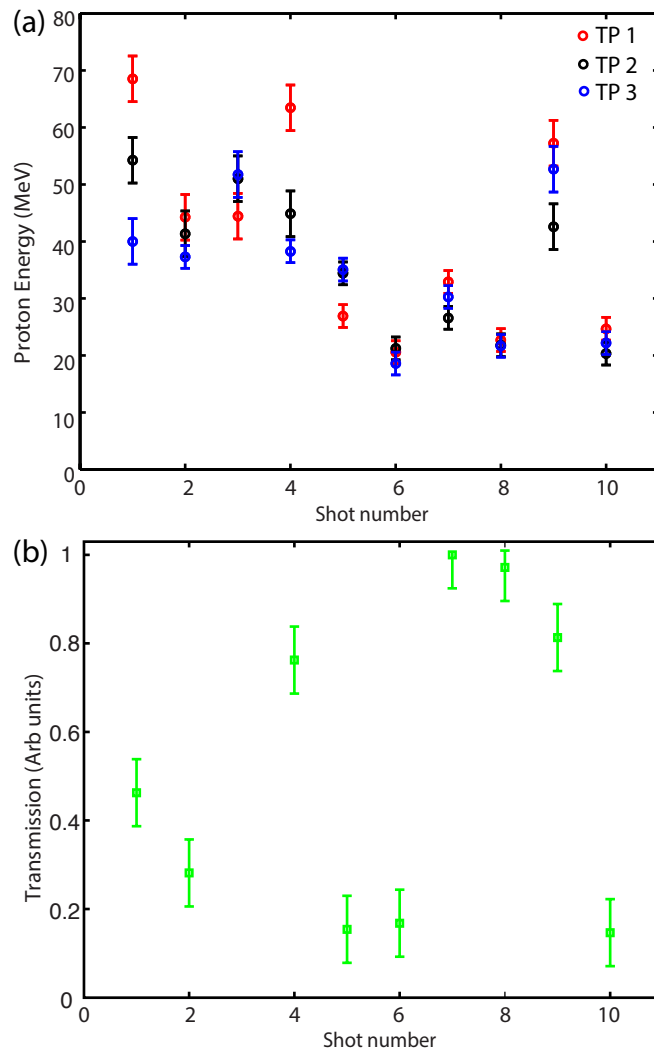 (a)
80
70
60
50
40
30
20
10
0
Proton Energy (MeV)
TP 1
TP 2
TP 3
0 2 4 6 8 10
Shot number
(b)
1
0.8
0.6
0.4
0.2
0
Transmission (Arb units)
0 2 4 6 8 10
Shot number